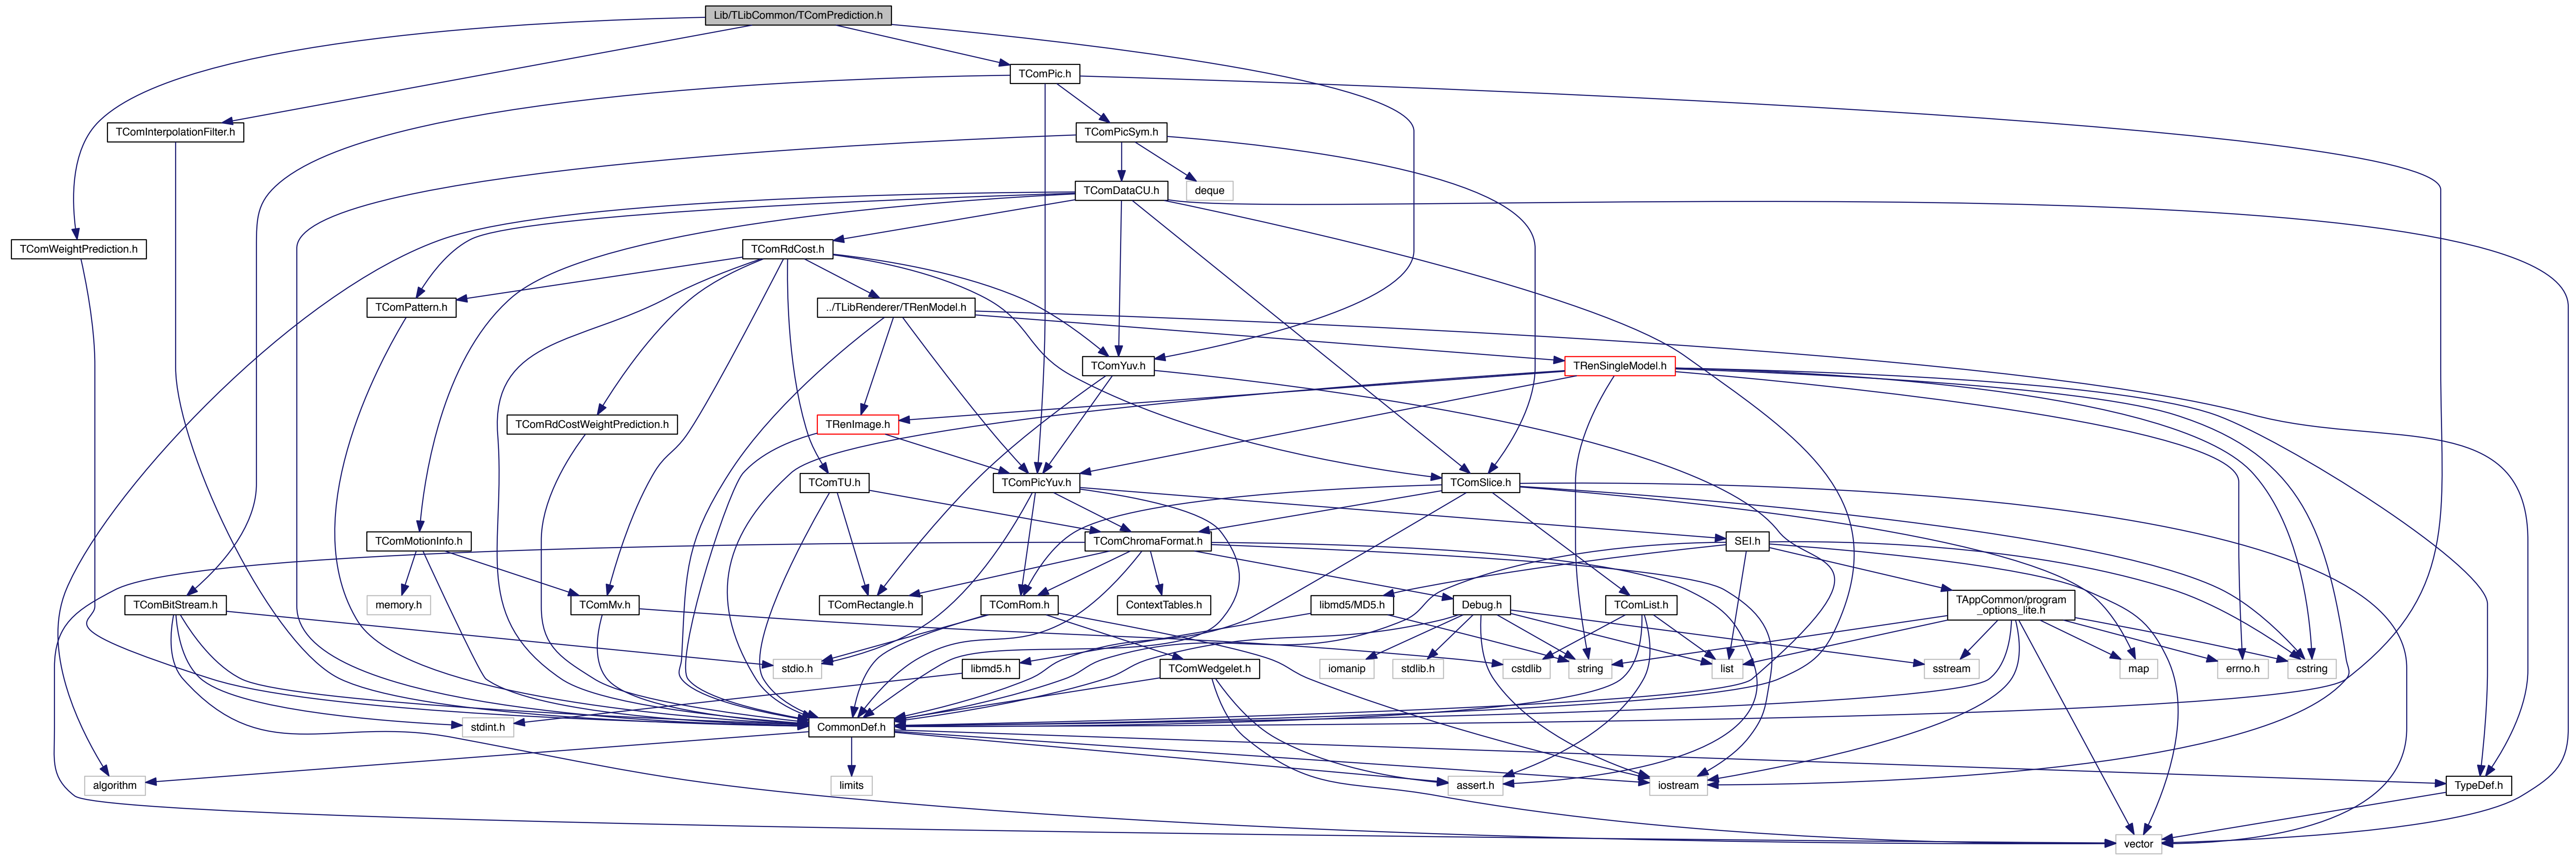 Lib/TLibCommon/TComPrediction.h
TComPic.h
TComInterpolationFilter.h
TComPicSym.h
TComDataCU.h
deque
TComWeightPrediction.h
TComRdCost.h
TComPattern.h
../TLibRenderer/TRenModel.h
TComYuv.h
TRenSingleModel.h
TComRdCostWeightPrediction.h
TRenImage.h
TComTU.h
TComPicYuv.h
TComSlice.h
TComMotionInfo.h
TComChromaFormat.h
SEI.h
TComBitStream.h
memory.h
TComMv.h
TComRectangle.h
TComRom.h
ContextTables.h
libmd5/MD5.h
Debug.h
TComList.h
TAppCommon/program
_options_lite.h
stdio.h
libmd5.h
TComWedgelet.h
iomanip
stdlib.h
cstdlib
string
list
sstream
map
errno.h
cstring
stdint.h
CommonDef.h
algorithm
limits
assert.h
iostream
TypeDef.h
vector